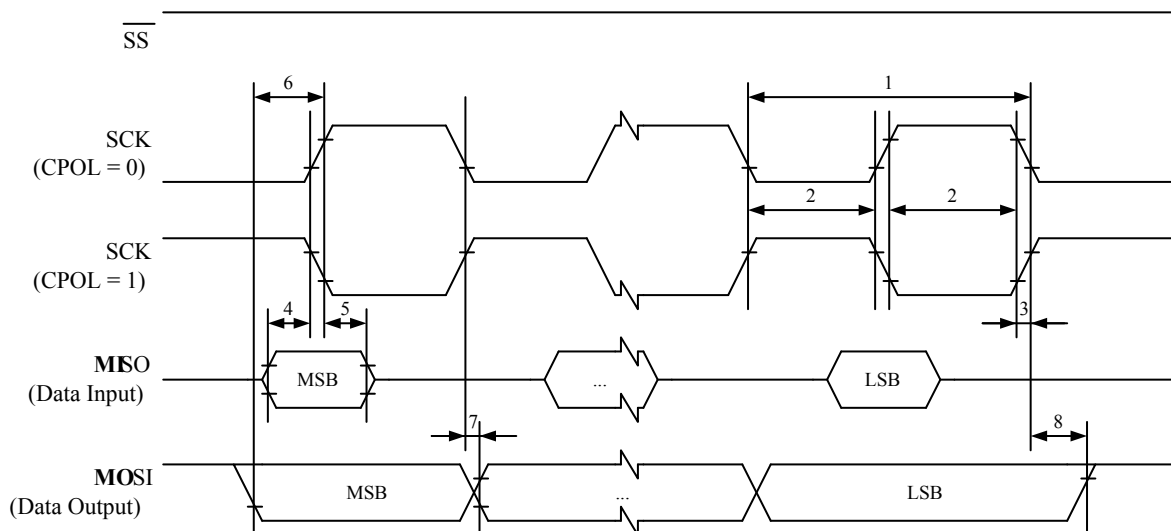 SS
6
1
SCK
(CPOL = 0)
2
2
SCK
(CPOL = 1)
4
5
3
MISO
(Data Input)
MSB
...
LSB
7
8
MOSI
(Data Output)
MSB
...
LSB